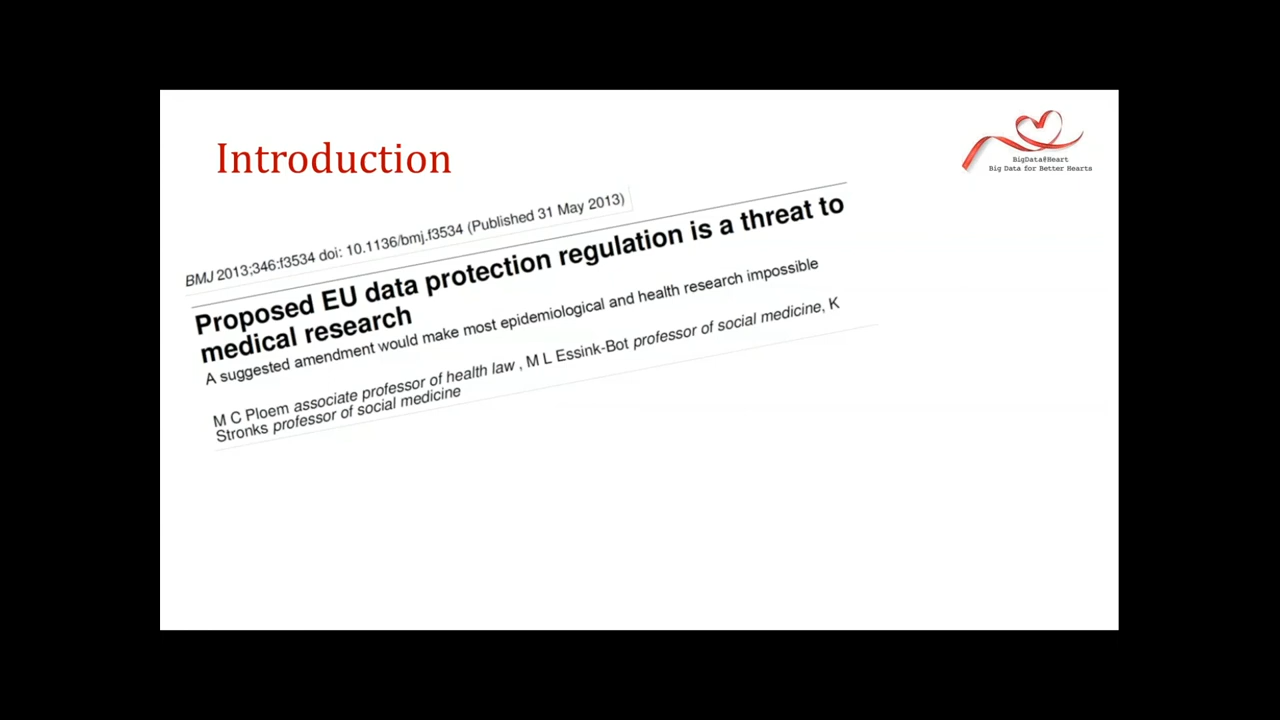 Introduction
BigData@Heart
Big Data for Better Hearts
BMJ 2013;346:f3534 doi: 10.1136/bmj.f3534 (Published 31 May 2013)
Proposed EU data protection regulation is a threat to
medical research
A suggested amendment would make most epidemiological and health research impossible
M C Ploem associate professor of health law , M L Essink-Bot professor of social medicine, K
Stronks professor of social medicine